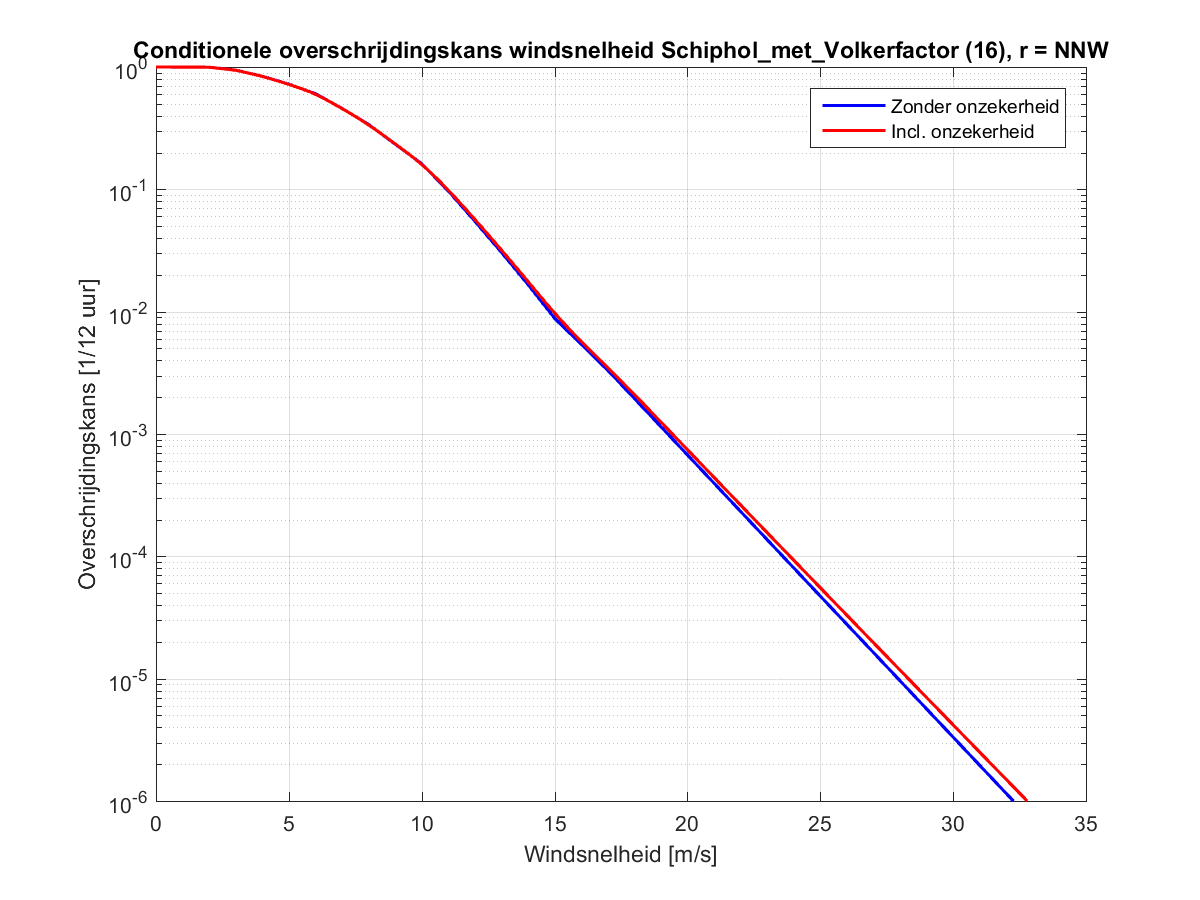 Conditionele overschrijdingskans windsnelheid Schiphol_met_Volkerfactor (16), r = NNW
Zonder onzekerheid
Incl. onzekerheid
Overschrijdingskans [1/12 uur]
10^0
10^-1
10^-2
10^-3
10^-4
10^-5
10^-6
0 5 10 15 20 25 30 35
Windsnelheid [m/s]